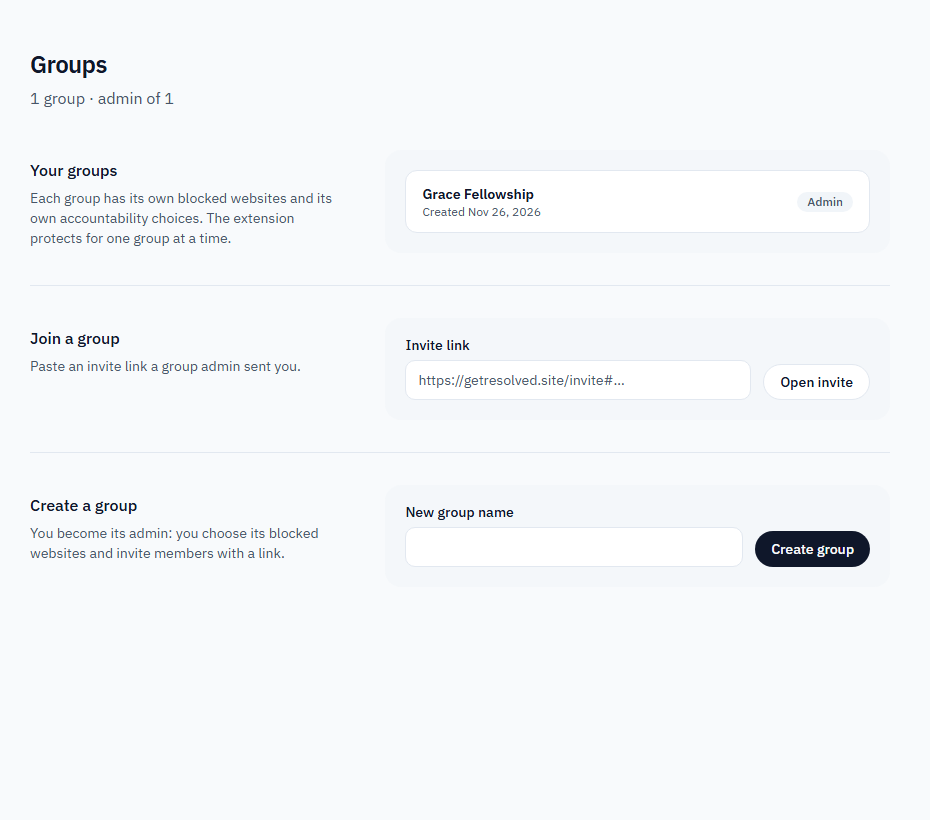 Groups
1 group · admin of 1
Your groups
Each group has its own blocked websites and its
own accountability choices. The extension
protects for one group at a time.
Grace Fellowship
Created Nov 26, 2026
Admin
Join a group
Paste an invite link a group admin sent you.
Invite link
https://getresolved.site/invite#...
Open invite
Create a group
You become its admin: you choose its blocked
websites and invite members with a link.
New group name
Create group